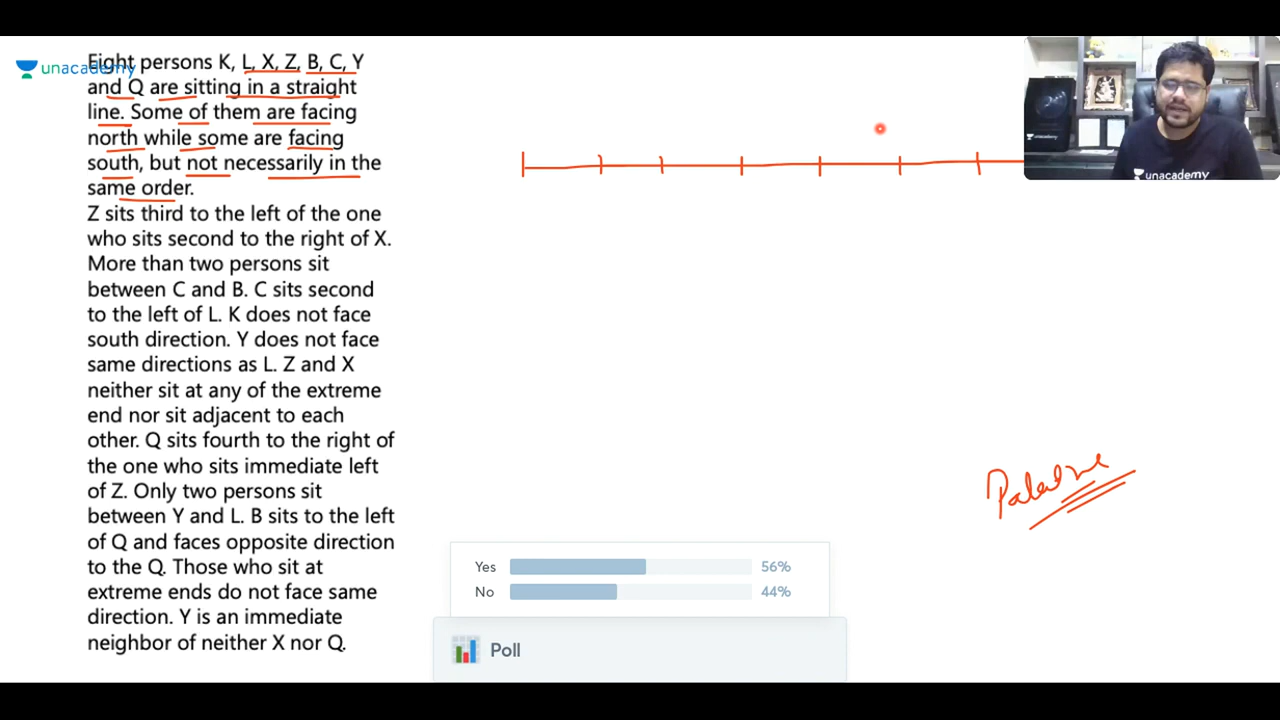 Eight persons K, L, X, Z, B, C, Y
unacademy
and Q are sitting in a straight
line. Some of them are facing
north while some are facing
south, but not necessarily in the
same order.
Z sits third to the left of the one
who sits second to the right of X.
More than two persons sit
between C and B. C sits second
to the left of L. K does not face
south direction. Y does not face
same directions as L. Z and X
neither sit at any of the extreme
end nor sit adjacent to each
other. Q sits fourth to the right of
the one who sits immediate left
of Z. Only two persons sit
between Y and L. B sits to the left
of Q and faces opposite direction
to the Q. Those who sit at
extreme ends do not face same
direction. Y is an immediate
neighbor of neither X nor Q.
unacademy
unacademy
Yes 56%
No 44%
Poll